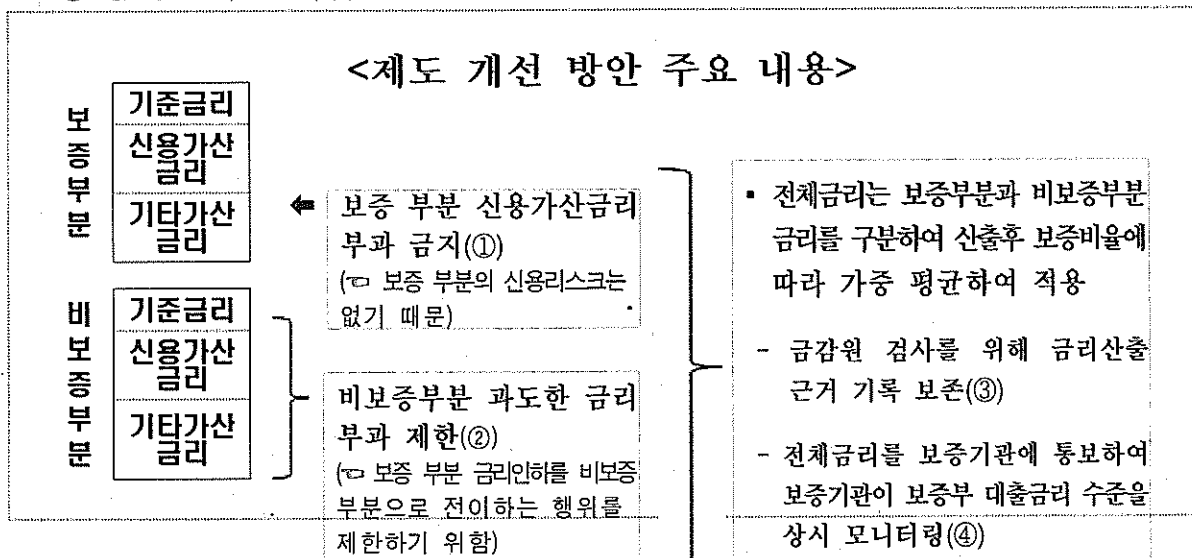 <제도 개선 방안 주요 내용>
보증부분
기준금리
신용가산
금리
기타가산
금리
비보증부분
기준금리
신용가산
금리
기타가산
금리
⬅ 보증 부분 신용가산금리
부과 금지(①)
(☜ 보증 부분의 신용리스크는
없기 때문)
비보증부분 과도한 금리
부과 제한(②)
(☜ 보증 부분 금리인하를 비보증
부분으로 전이하는 행위를
제한하기 위함)
▪ 전체금리는 보증부분과 비보증부분
금리를 구분하여 산출후 보증비율에
따라 가중 평균하여 적용
- 금감원 검사를 위해 금리산출
근거 기록 보존(③)
- 전체금리를 보증기관에 통보하여
보증기관이 보증부 대출금리 수준을
상시 모니터링(④)